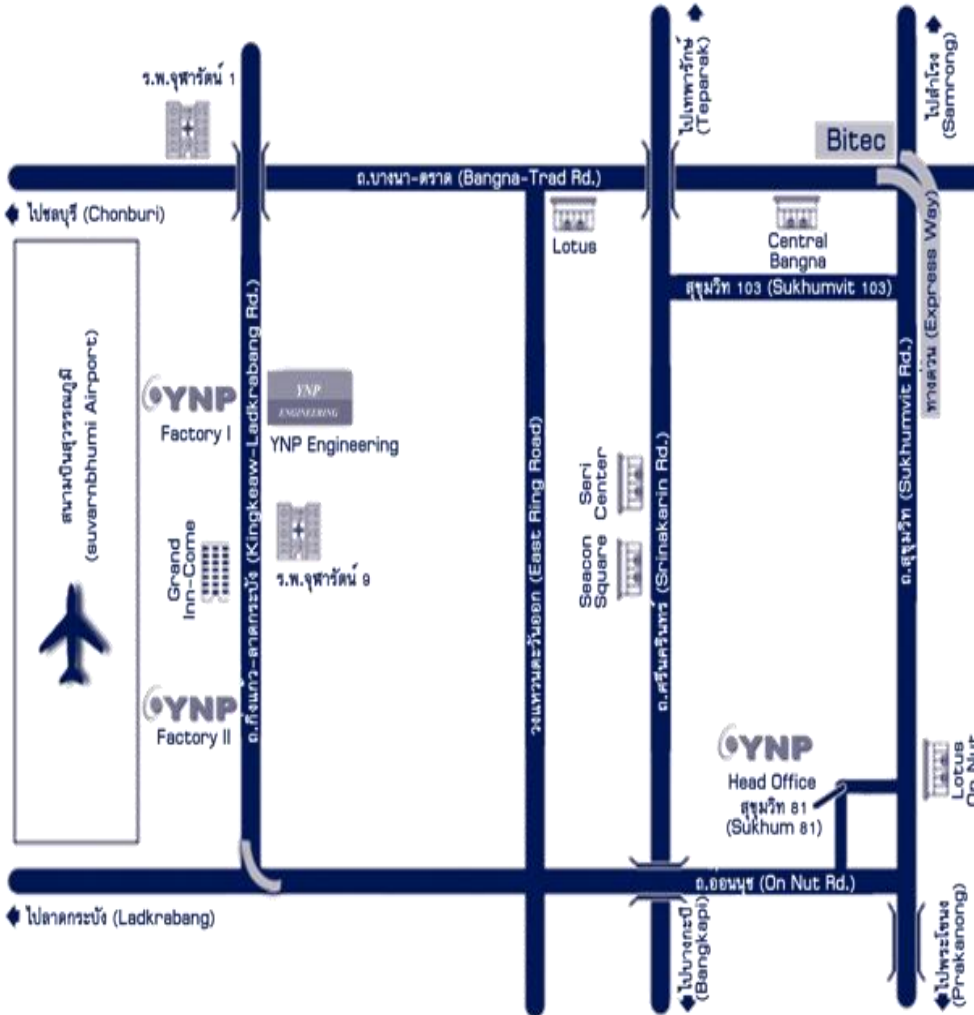 ร.พ.จุฬารัตน์ 1
ไปเทพารักษ์
(Teparak)
ไปสำโรง
(Samrong)
Bitec
ถ.บางนา-ตราด (Bangna-Trad Rd.)
ไปชลบุรี (Chonburi)
Lotus
Central
Bangna
สุขุมวิท 103 (Sukhumvit 103)
ทางด่วน (Express Way)
สนามบินสุวรรณภูมิ
(suvarnbhumi Airport)
YNP
Factory I
ถ.กิ่งแก้ว-ลาดกระบัง (Kingkeaw-Ladkrabang Rd.)
YNP
ENGINEERING
YNP Engineering
วงแหวนตะวันออก (East Ring Road)
Seri
Center
ถ.ศรีนครินทร์ (Srinakarin Rd.)
ถ.สุขุมวิท (Sukhumvit Rd.)
Grand
Inn-Come
ร.พ.จุฬารัตน์ 9
Seacon
Square
YNP
Factory II
YNP
Head Office
สุขุมวิท 81
(Sukhum 81)
Lotus
On Nut
ถ.อ่อนนุช (On Nut Rd.)
ไปลาดกระบัง (Ladkrabang)
ไปบางกะปิ
(Bangkapi)
ไปพระโขนง
(Prakanong)